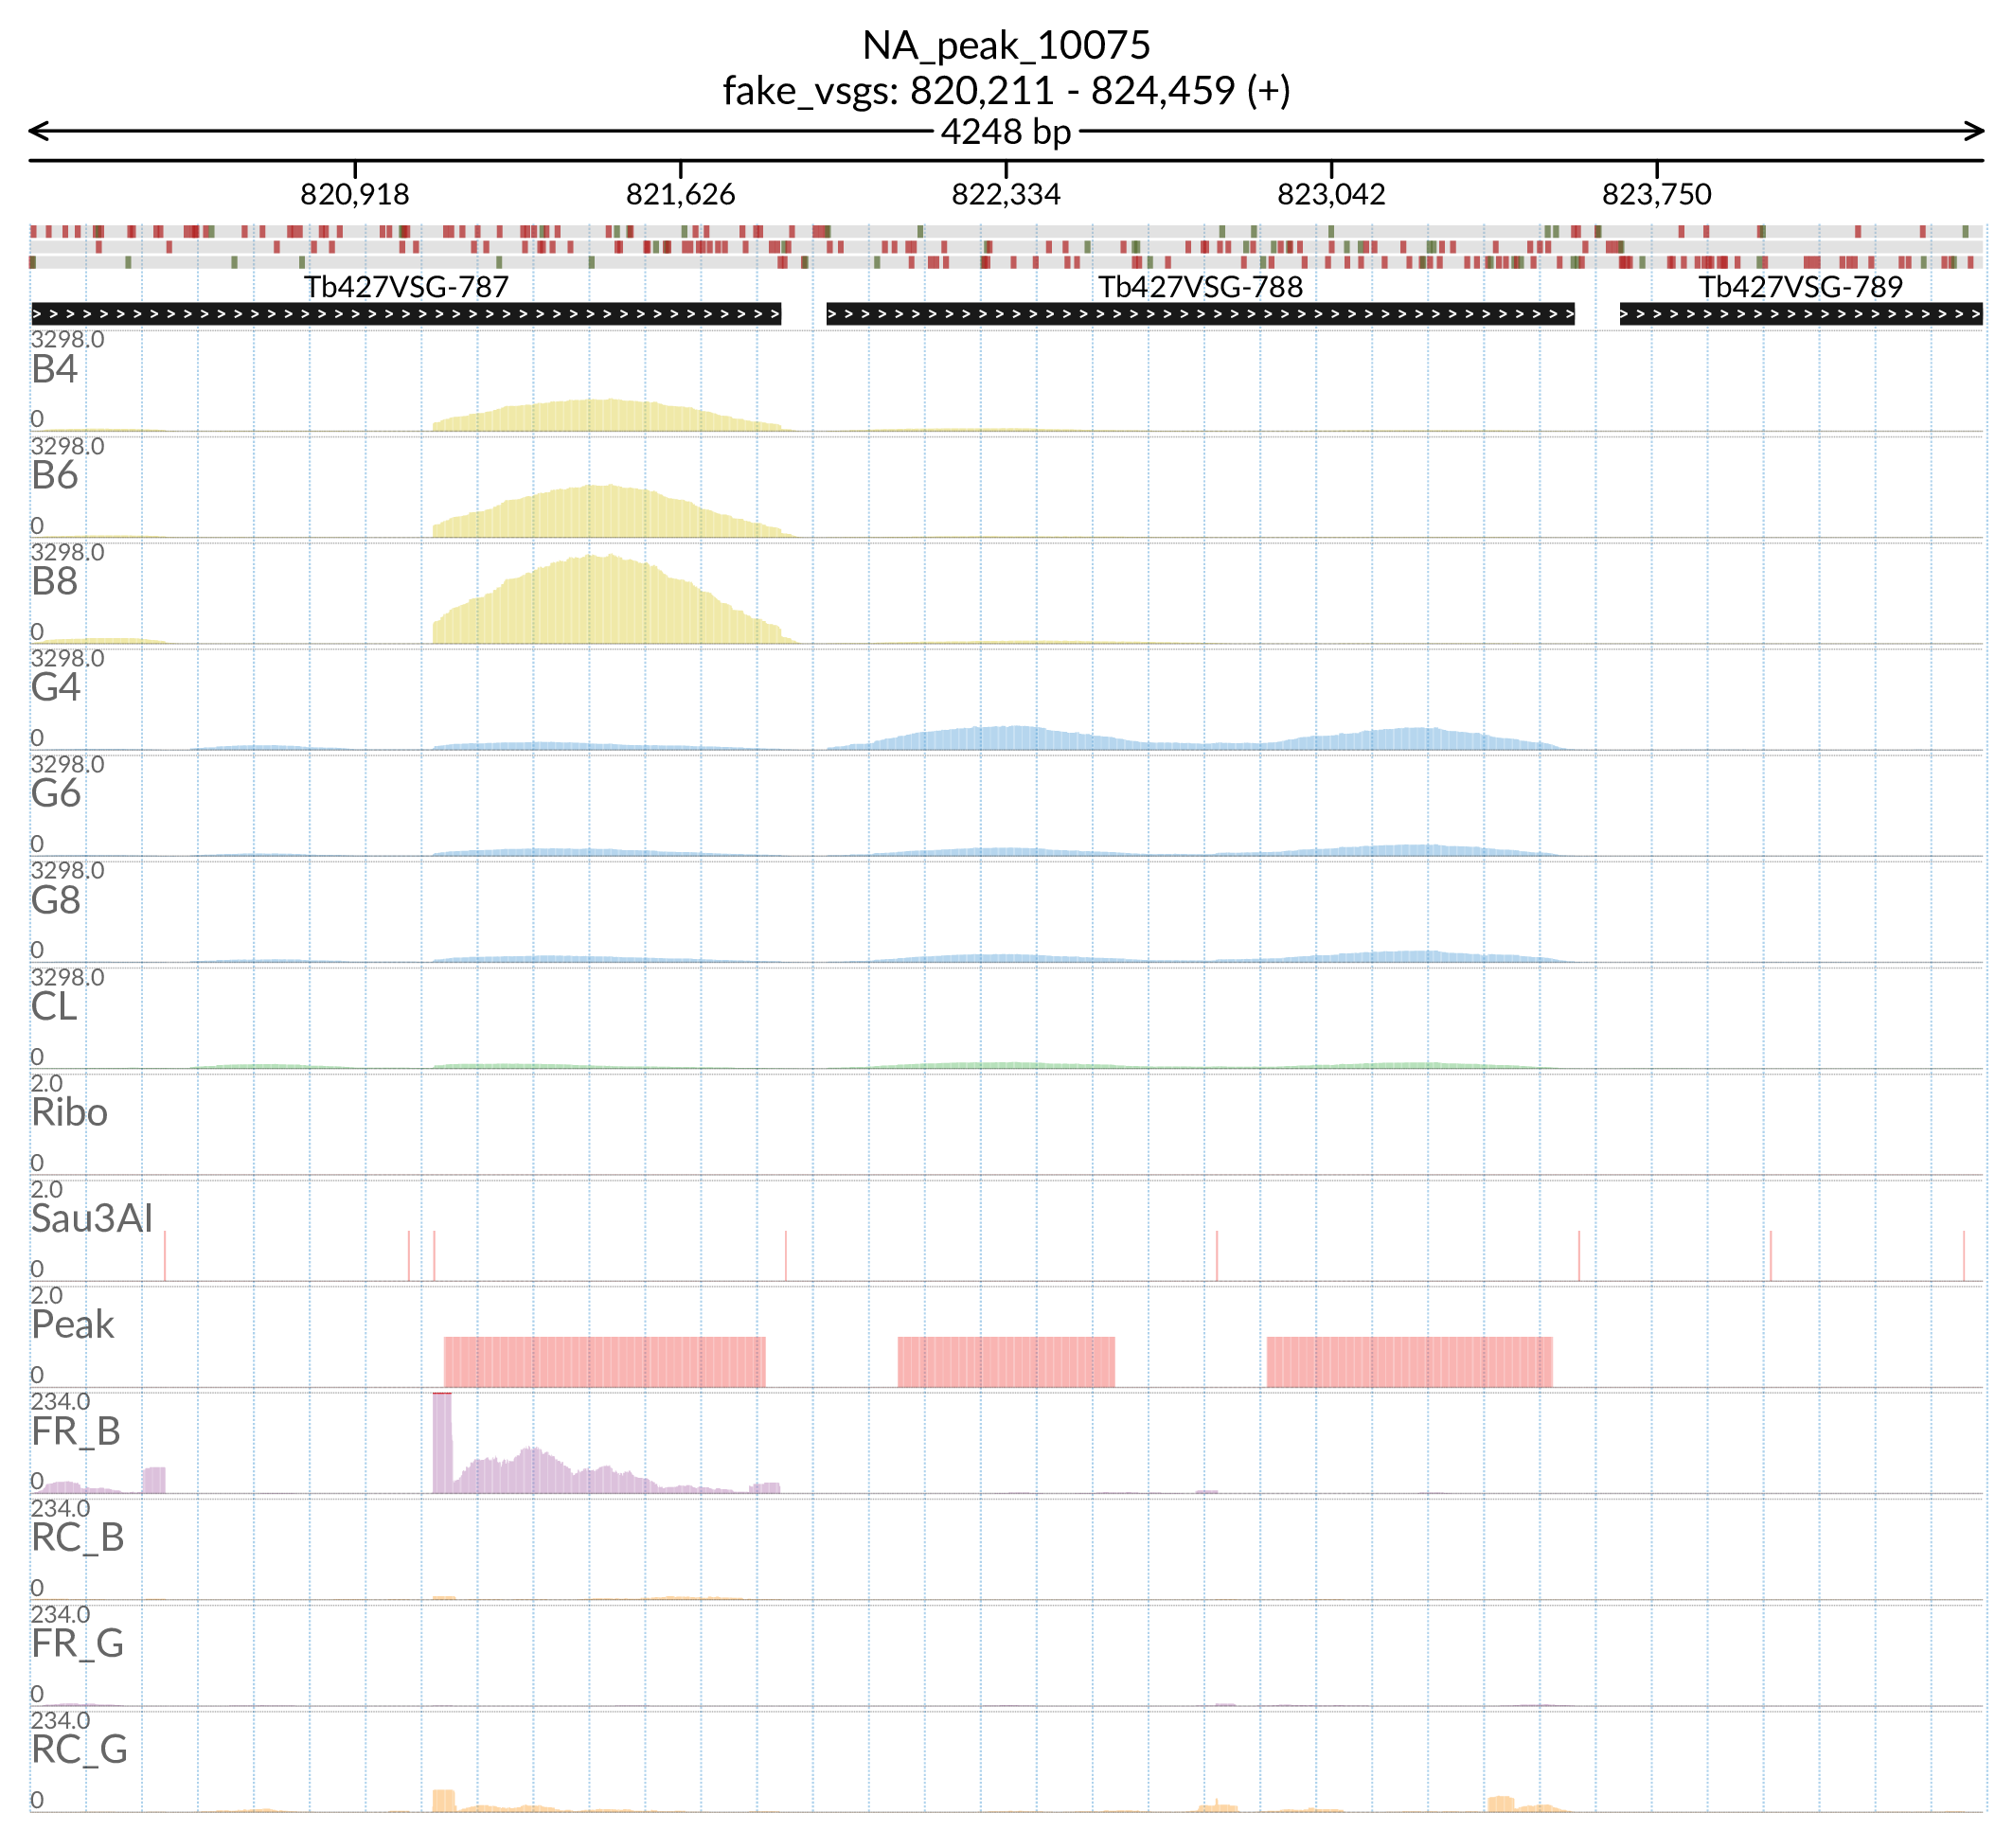 NA_peak_10075
fake_vsgs: 820,211 - 824,459 (+)
4248 bp
820,918 821,626 822,334 823,042 823,750
Tb427VSG-787 Tb427VSG-788 Tb427VSG-789
3298.0
B4
0
3298.0
B6
0
3298.0
B8
0
3298.0
G4
0
3298.0
G6
0
3298.0
G8
0
3298.0
CL
0
2.0
Ribo
0
2.0
Sau3AI
0
2.0
Peak
0
234.0
FR_B
0
234.0
RC_B
0
234.0
FR_G
0
234.0
RC_G
0